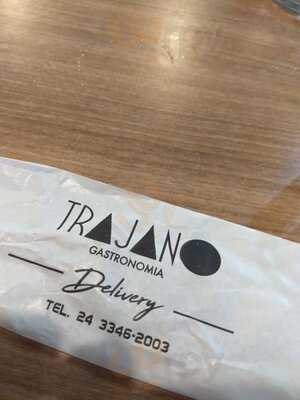 TRAJANO
GASTRONOMIA
Delivery
TEL. 24 3346-2003